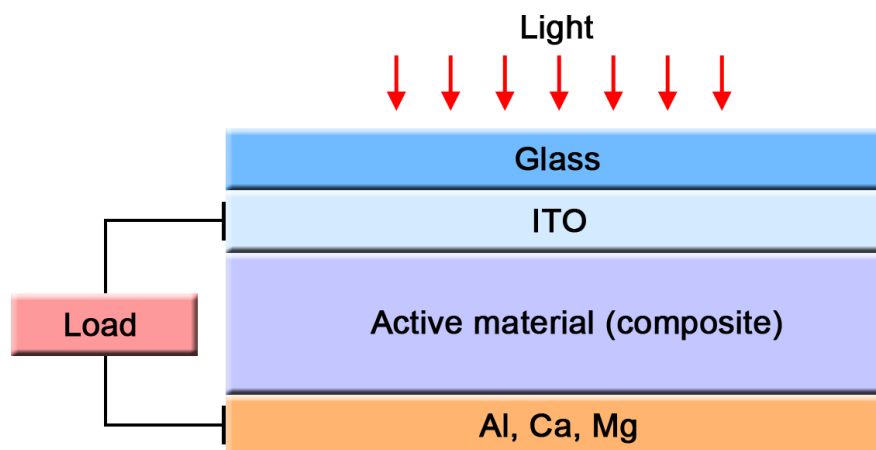 Light
Glass
ITO
Load
Active material (composite)
Al, Ca, Mg